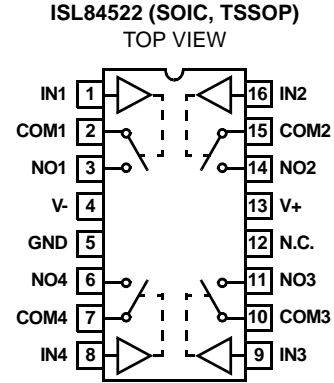 ISL84522 (SOIC, TSSOP)
TOP VIEW
IN1 1 16 IN2
COM1 2 15 COM2
NO1 3 14 NO2
V- 4 13 V+
GND 5 12 N.C.
NO4 6 11 NO3
COM4 7 10 COM3
IN4 8 9 IN3